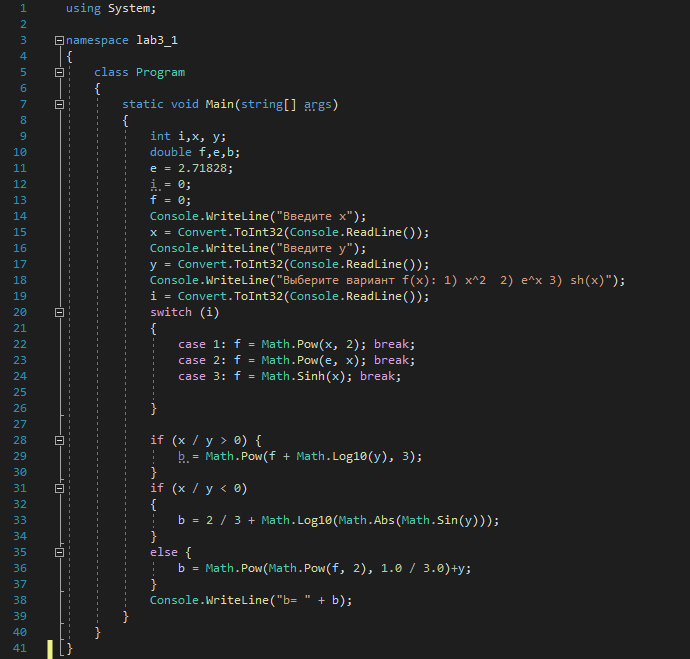 1 using System;
2
3 namespace lab3_1
4 {
5 class Program
6 {
7 static void Main(string[] args)
8 {
9 int i,x, y;
10 double f,e,b;
11 e = 2.71828;
12 i = 0;
13 f = 0;
14 Console.WriteLine("Введите x");
15 x = Convert.ToInt32(Console.ReadLine());
16 Console.WriteLine("Введите y");
17 y = Convert.ToInt32(Console.ReadLine());
18 Console.WriteLine("Выберите вариант f(x): 1) x^2  2) e^x 3) sh(x)");
19 i = Convert.ToInt32(Console.ReadLine());
20 switch (i)
21 {
22 case 1: f = Math.Pow(x, 2); break;
23 case 2: f = Math.Pow(e, x); break;
24 case 3: f = Math.Sinh(x); break;
25
26 }
27
28 if (x / y > 0) {
29 b = Math.Pow(f + Math.Log10(y), 3);
30 }
31 if (x / y < 0)
32 {
33 b = 2 / 3 + Math.Log10(Math.Abs(Math.Sin(y)));
34 }
35 else {
36 b = Math.Pow(Math.Pow(f, 2), 1.0 / 3.0)+y;
37 }
38 Console.WriteLine("b= " + b);
39 }
40 }
41 }